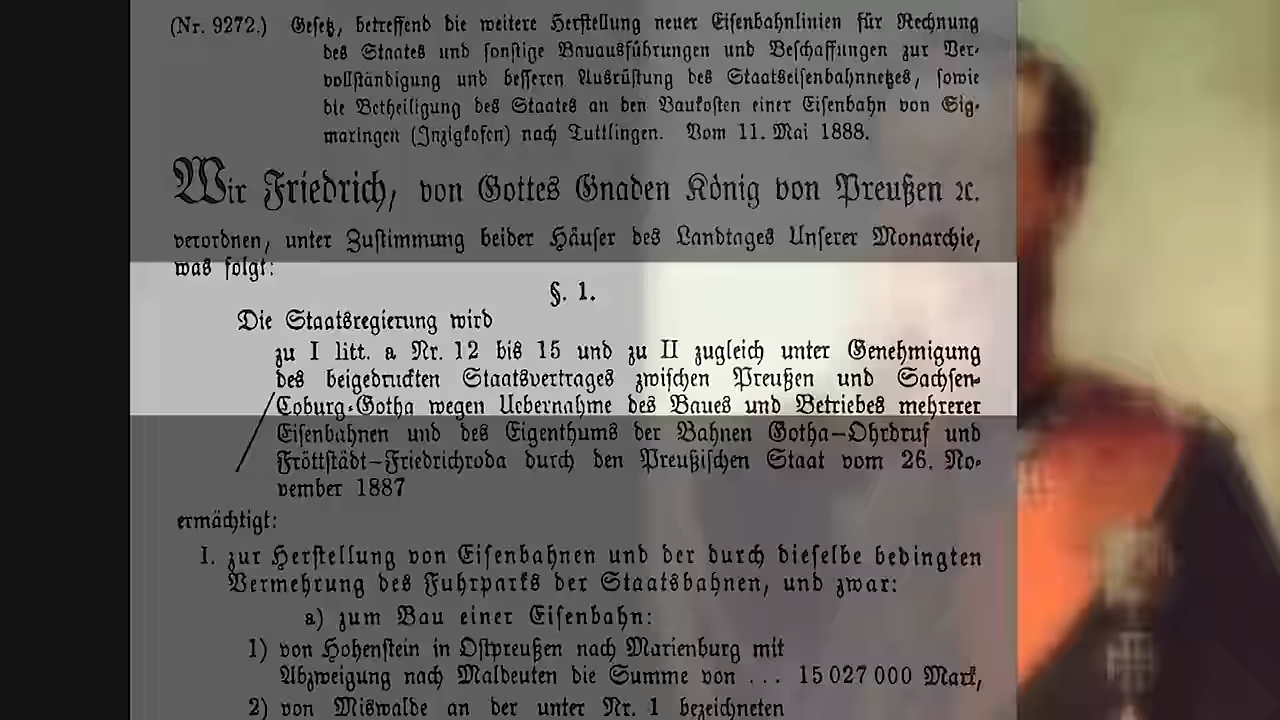 (Nr. 9272.) Gesetz, betreffend die weitere Herstellung neuer Eisenbahnlinien für Rechnung
des Staates und sonstige Bauausführungen und Beschaffungen zur Ver-
vollständigung und besseren Ausrüstung des Staatseisenbahnnetzes, sowie
die Betheiligung des Staates an den Baukosten einer Eisenbahn von Sig-
maringen (Inzigkofen) nach Tuttlingen. Vom 11. Mai 1888.
Wir Friedrich, von Gottes Gnaden König von Preußen ꝛc.
verordnen, unter Zustimmung beider Häuser des Landtages Unserer Monarchie,
was folgt:
§. 1.
Die Staatsregierung wird
zu I litt. a Nr. 12 bis 15 und zu II zugleich unter Genehmigung
des beigedruckten Staatsvertrages zwischen Preußen und Sachsen-
Coburg-Gotha wegen Uebernahme des Baues und Betriebes mehrerer
Eisenbahnen und des Eigenthums der Bahnen Gotha–Ohrdruf und
Fröttstädt–Friedrichroda durch den Preußischen Staat vom 26. No-
vember 1887
ermächtigt:
I. zur Herstellung von Eisenbahnen und der durch dieselbe bedingten
Vermehrung des Fuhrparks der Staatsbahnen, und zwar:
a) zum Bau einer Eisenbahn:
1) von Hohenstein in Ostpreußen nach Marienburg mit
Abzweigung nach Maldeuten die Summe von ... 15 027 000 Mark,
2) von Miswalde an der unter Nr. 1 bezeichneten